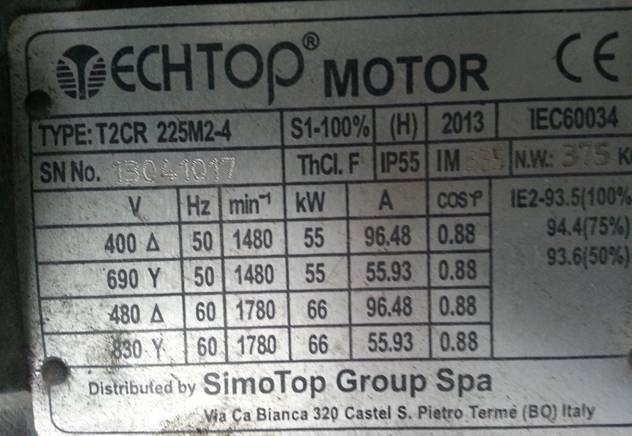 TECHTOP® MOTOR CE
TYPE: T2CR 225M2-4 S1-100% (H) 2013 IEC60034
SN No. 13041017 ThCl. F IP55 IM N.W.: 375 K
V Hz min⁻¹ kW A cosφ IE2-93.5(100%
400 Δ 50 1480 55 96.48 0.88 94.4(75%)
690 Y 50 1480 55 55.93 0.88 93.6(50%)
480 Δ 60 1780 66 96.48 0.88
830 Y 60 1780 66 55.93 0.88
Distributed by SimoTop Group Spa
Via Ca Bianca 320 Castel S. Pietro Terme (BO) Italy